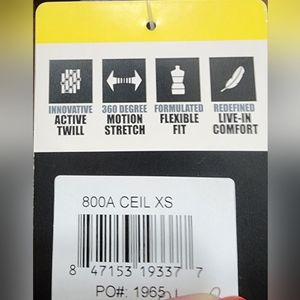 INNOVATIVE
ACTIVE
TWILL
360 DEGREE
MOTION
STRETCH
FORMULATED
FLEXIBLE
FIT
REDEFINED
LIVE-IN
COMFORT
800A CEIL XS
8 47153 19337 7
PO#: 1965